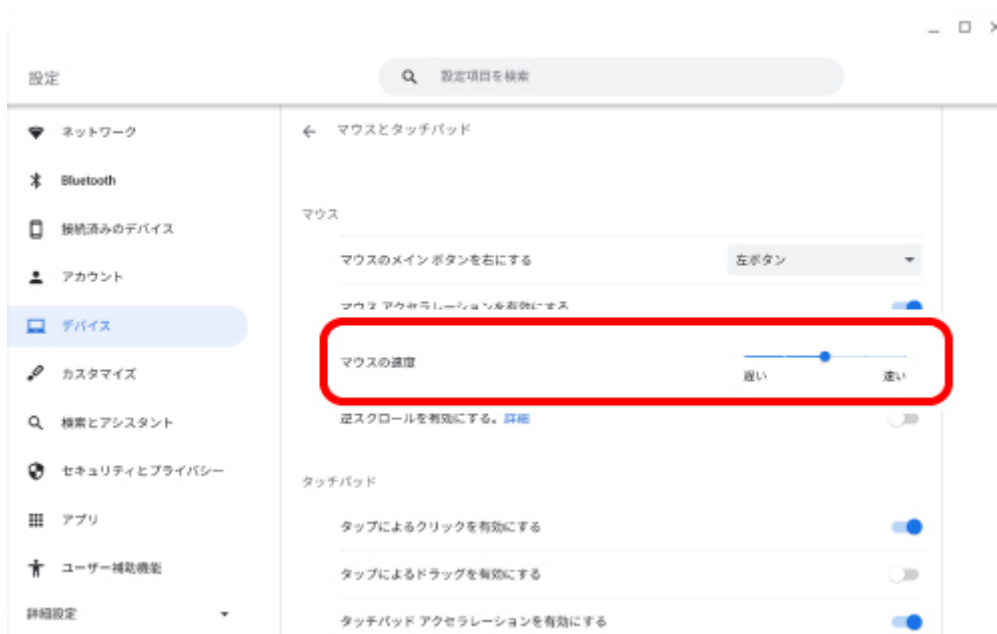 設定
設定項目を検索
ネットワーク
Bluetooth
接続済みのデバイス
アカウント
デバイス
カスタマイズ
検索とアシスタント
セキュリティとプライバシー
アプリ
ユーザー補助機能
詳細設定
マウスとタッチパッド
マウス
マウスのメイン ボタンを右にする
左ボタン
マウス アクセラレーションを有効にする
マウスの速度
遅い
速い
逆スクロールを有効にする。詳細
タッチパッド
タップによるクリックを有効にする
タップによるドラッグを有効にする
タッチパッド アクセラレーションを有効にする